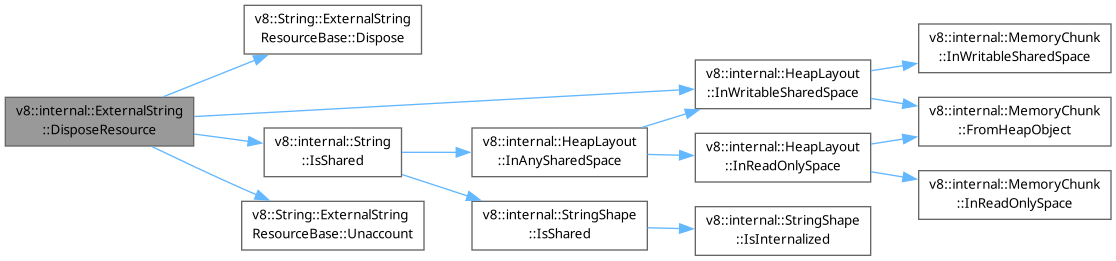 v8::internal::ExternalString
::DisposeResource
v8::String::ExternalString
ResourceBase::Dispose
v8::internal::String
::IsShared
v8::String::ExternalString
ResourceBase::Unaccount
v8::internal::HeapLayout
::InAnySharedSpace
v8::internal::StringShape
::IsShared
v8::internal::HeapLayout
::InWritableSharedSpace
v8::internal::HeapLayout
::InReadOnlySpace
v8::internal::StringShape
::IsInternalized
v8::internal::MemoryChunk
::InWritableSharedSpace
v8::internal::MemoryChunk
::FromHeapObject
v8::internal::MemoryChunk
::InReadOnlySpace